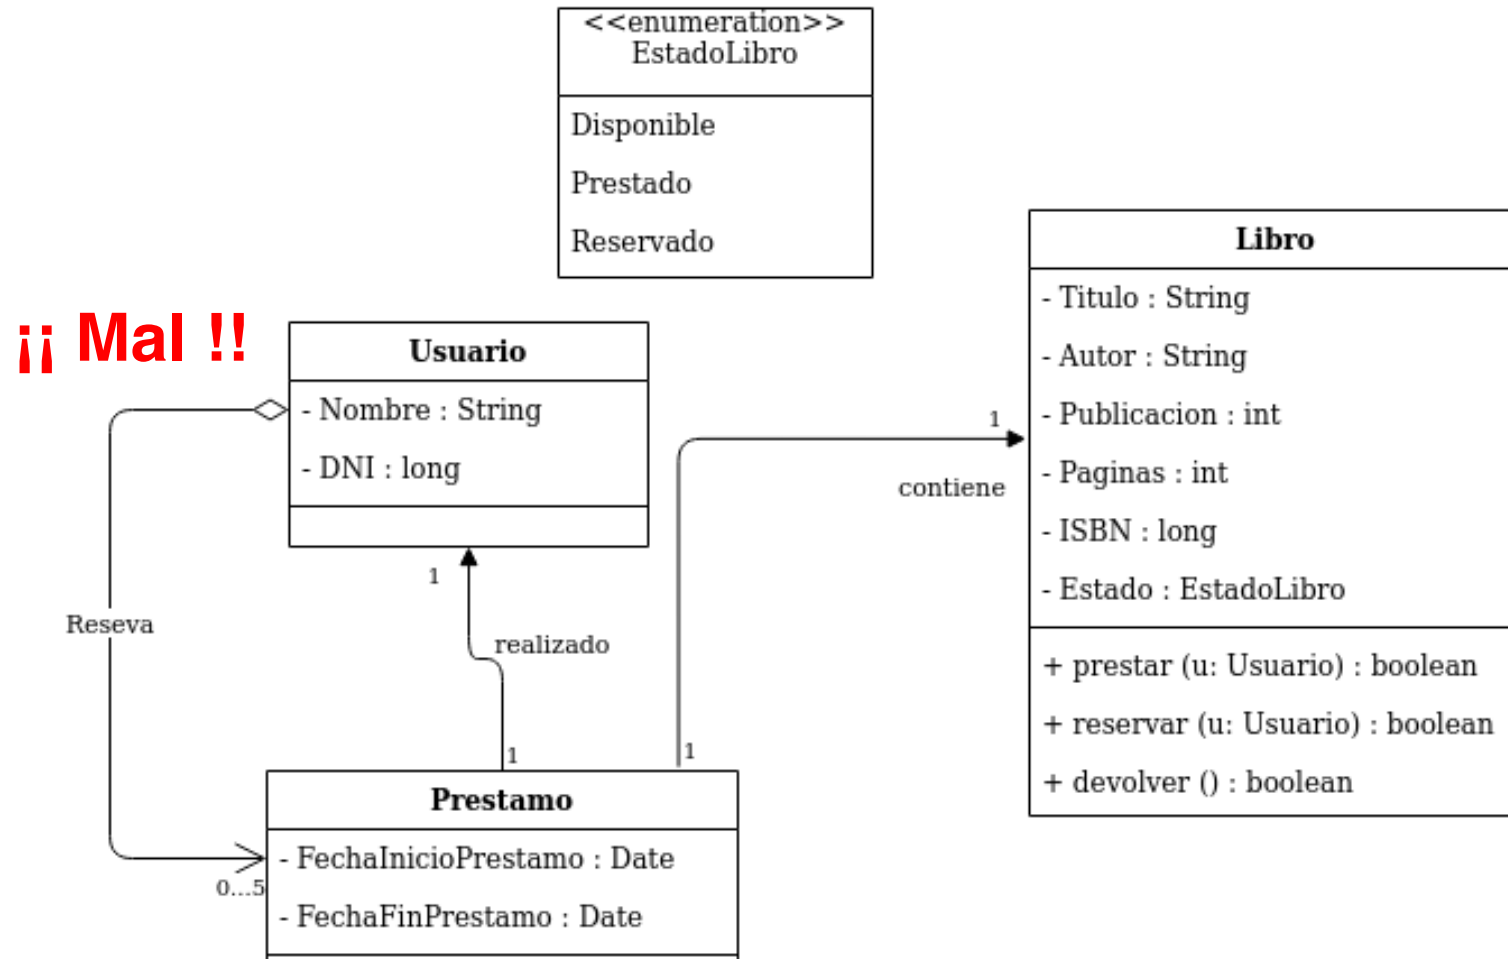 <<enumeration>>
EstadoLibro
Disponible
Prestado
Reservado
¡¡ Mal !!
Usuario
- Nombre : String
- DNI : long
Libro
- Titulo : String
- Autor : String
- Publicacion : int
- Paginas : int
- ISBN : long
- Estado : EstadoLibro
+ prestar (u: Usuario) : boolean
+ reservar (u: Usuario) : boolean
+ devolver () : boolean
1
contiene
1
1
realizado
1
Reseva
0...5
Prestamo
- FechaInicioPrestamo : Date
- FechaFinPrestamo : Date